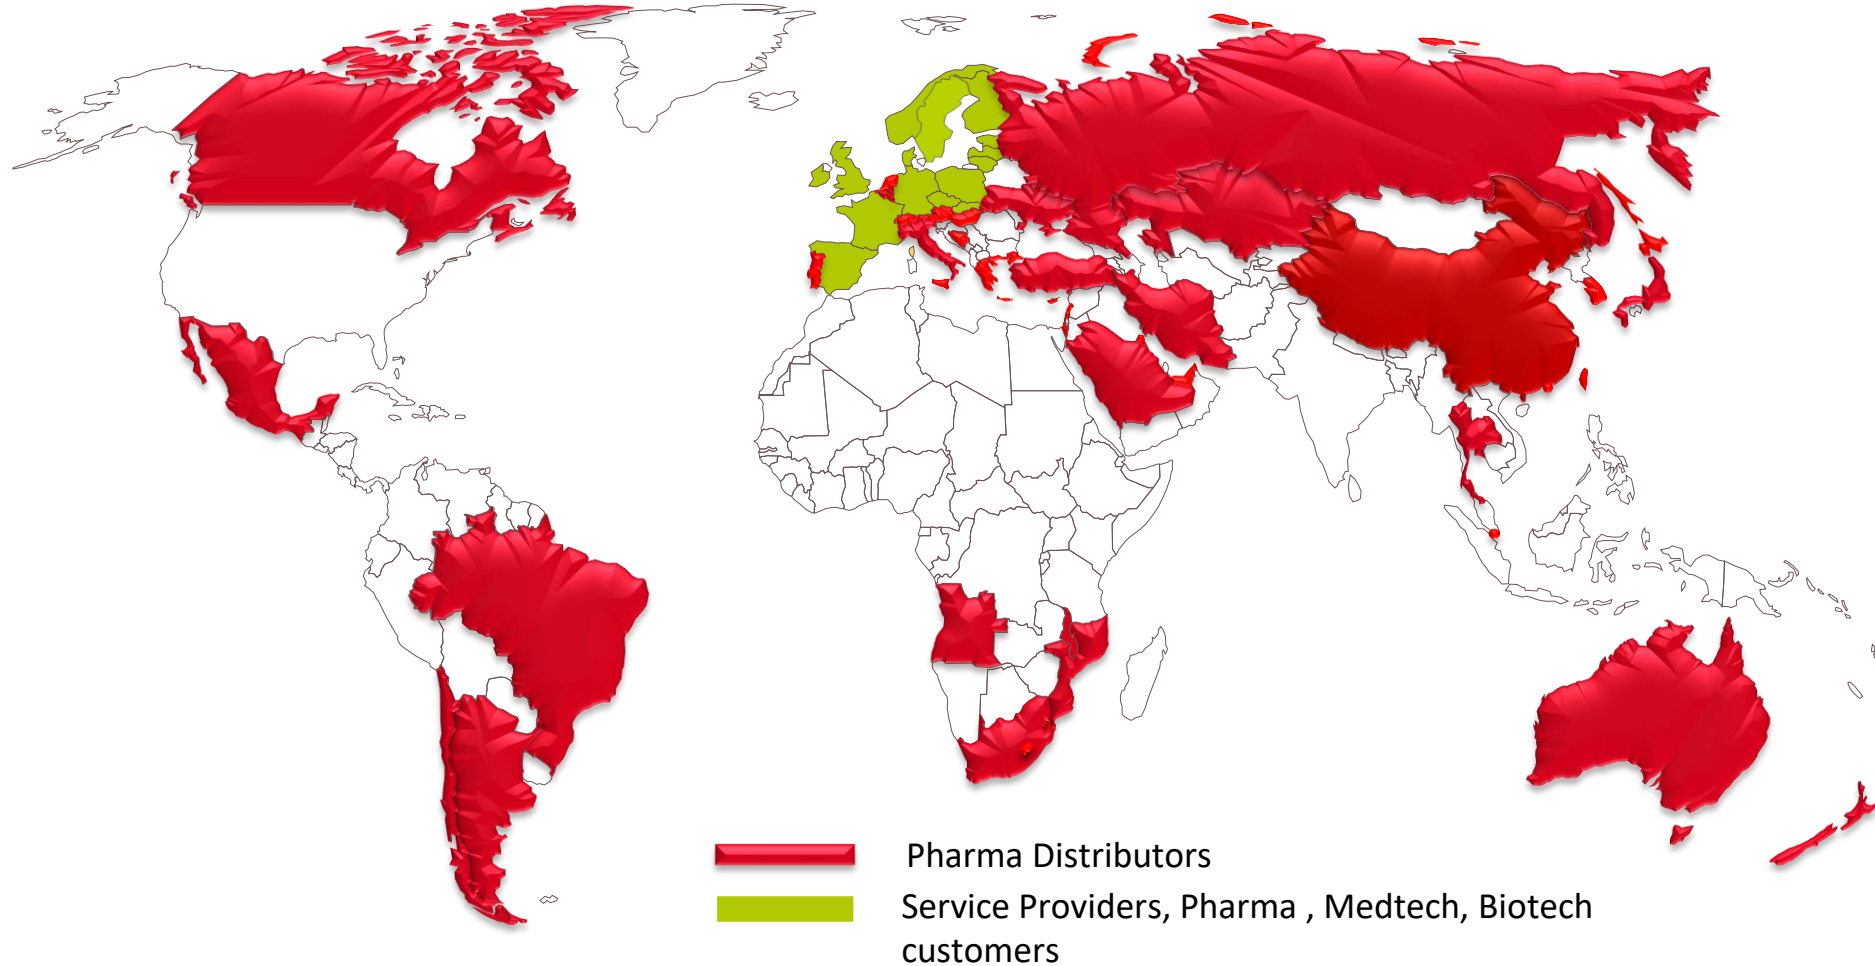 Pharma Distributors
Service Providers, Pharma , Medtech, Biotech
customers